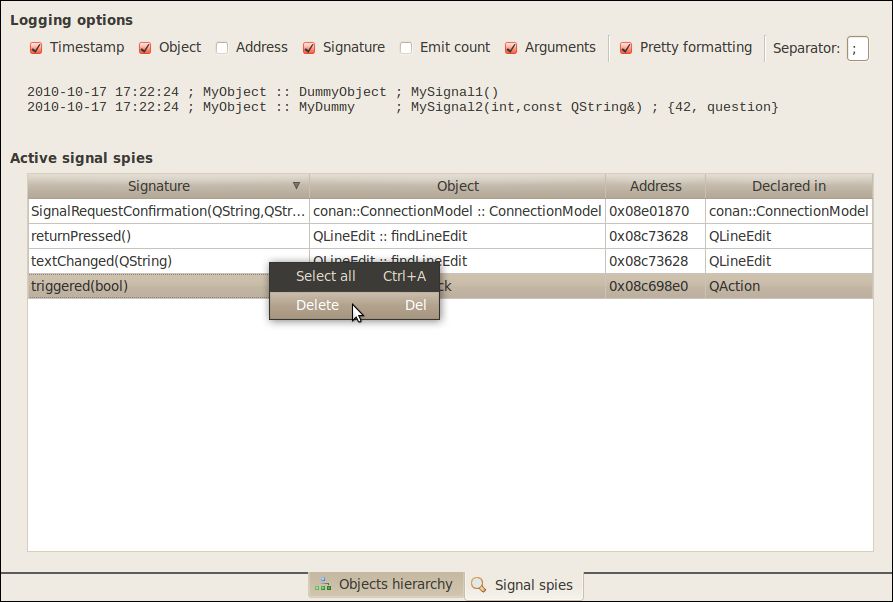 Logging options
Timestamp Object Address Signature Emit count Arguments Pretty formatting Separator: ;
2010-10-17 17:22:24 ; MyObject :: DummyObject ; MySignal1()
2010-10-17 17:22:24 ; MyObject :: MyDummy     ; MySignal2(int,const QString&) ; {42, question}
Active signal spies
Signature Object Address Declared in
SignalRequestConfirmation(QString,QStr... conan::ConnectionModel :: ConnectionModel 0x08e01870 conan::ConnectionModel
returnPressed() QLineEdit :: findLineEdit 0x08c73628 QLineEdit
textChanged(QString) QLineEdit :: findLineEdit 0x08c73628 QLineEdit
Select all Ctrl+A
triggered(bool) ck 0x08c698e0 QAction
Delete Del
Objects hierarchy Signal spies